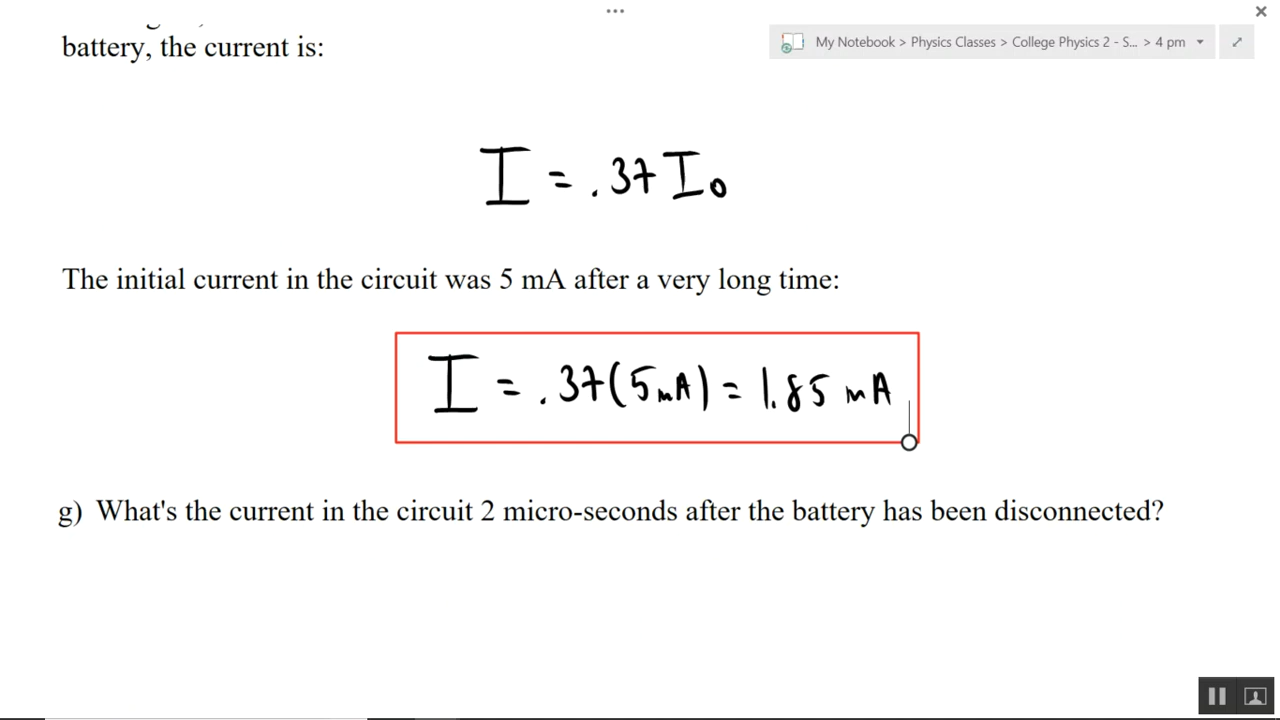 battery, the current is:
My Notebook > Physics Classes > College Physics 2 - S... > 4 pm
I = .37 I₀
The initial current in the circuit was 5 mA after a very long time:
I = .37(5mA) = 1.85 mA
g) What's the current in the circuit 2 micro-seconds after the battery has been disconnected?